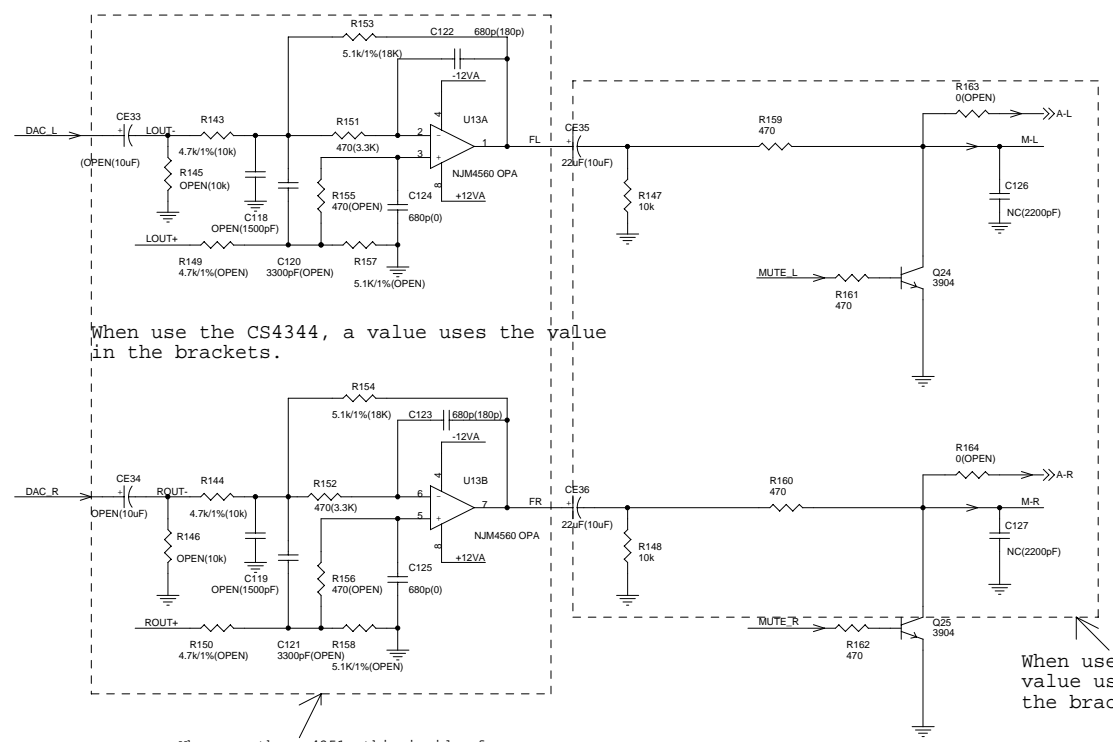 R153
C122 680p(180p)
5.1k/1%(18K)
-12VA
R163
0(OPEN)
CE33
R143
R151
4
U13A
CE35
R159
470
A-L
DAC_L
+
LOUT-
2
-
1
FL
+
M-L
(OPEN(10uF)
4.7k/1%(10k)
470(3.3K)
3
+
22uF(10uF)
R145
OPEN(10k)
NJM4560 OPA
R155
470(OPEN)
C124
680p(0)
8
+12VA
R147
10k
C126
NC(2200pF)
C118
OPEN(1500pF)
LOUT+
R149
4.7k/1%(OPEN)
C120
3300pF(OPEN)
R157
5.1K/1%(OPEN)
MUTE_L
R161
470
Q24
3904
When use the CS4344, a value uses the value
in the brackets.
R154
5.1k/1%(18K)
C123
680p(180p)
-12VA
R164
0(OPEN)
CE34
R144
R152
4
U13B
CE36
R160
470
A-R
DAC_R
+
ROUT-
6
-
7
FR
+
M-R
OPEN(10uF)
4.7k/1%(10k)
470(3.3K)
5
+
22uF(10uF)
R146
OPEN(10k)
NJM4560 OPA
C127
NC(2200pF)
R148
10k
8
+12VA
C119
OPEN(1500pF)
R156
470(OPEN)
C125
680p(0)
ROUT+
R150
4.7k/1%(OPEN)
C121
3300pF(OPEN)
R158
5.1K/1%(OPEN)
MUTE_R
R162
470
Q25
3904
When use
value us
the brac